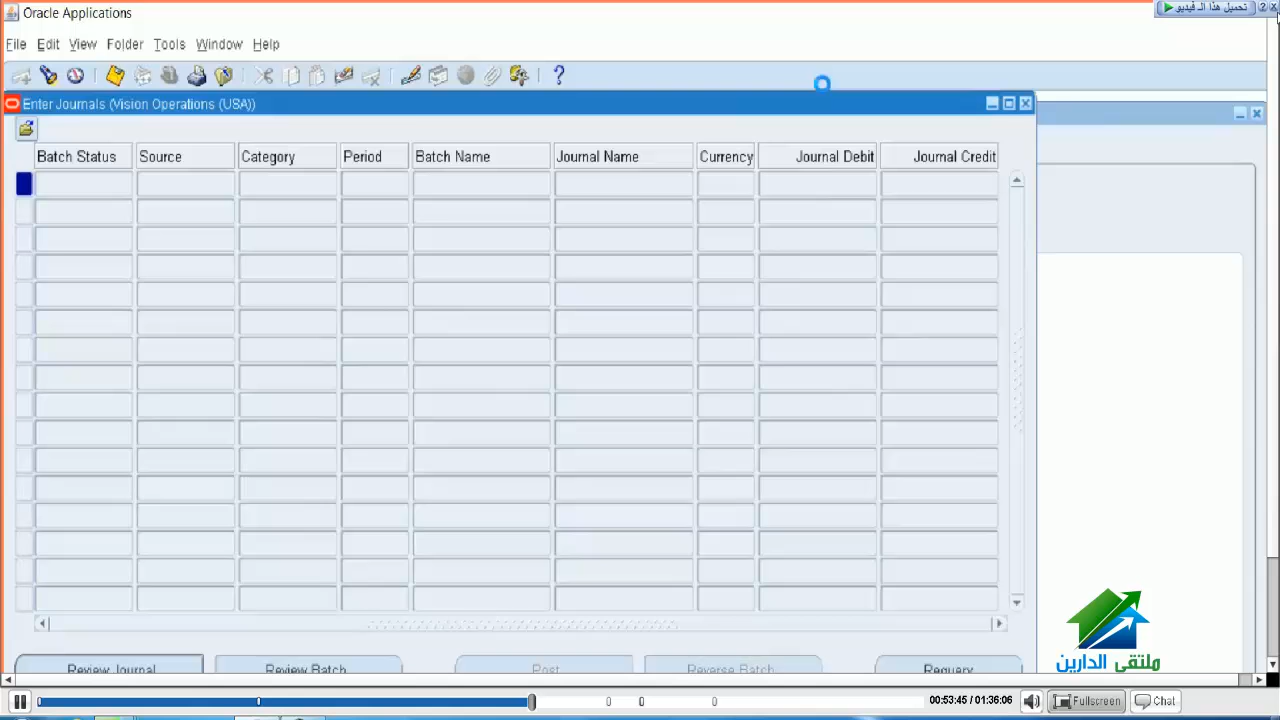 Oracle Applications
تحميل هذا الـ فيديو
File Edit View Folder Tools Window Help
Enter Journals (Vision Operations (USA))
Batch Status Source Category Period Batch Name Journal Name Currency Journal Debit Journal Credit
Review Journal Review Batch Post Reverse Batch Requery
ملتقى الدارين
00:53:45 / 01:36:06 Fullscreen Chat